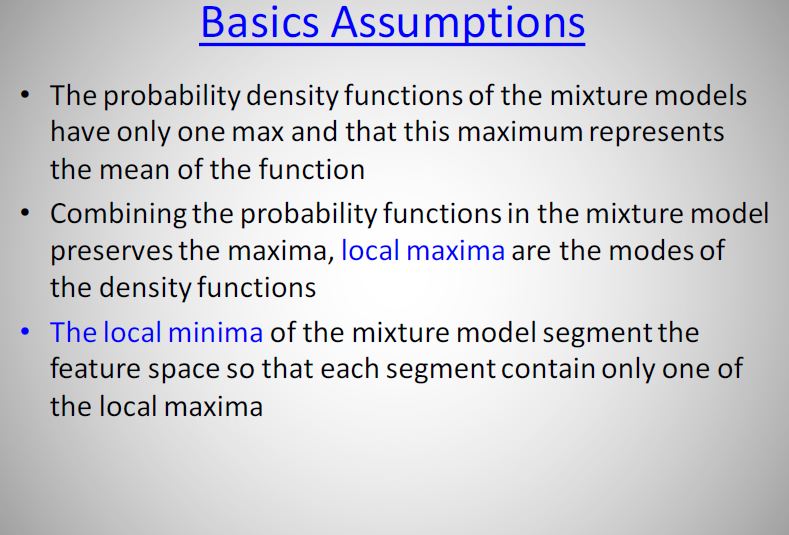 Basics Assumptions
• The probability density functions of the mixture models
have only one max and that this maximum represents
the mean of the function
• Combining the probability functions in the mixture model
preserves the maxima, local maxima are the modes of
the density functions
• The local minima of the mixture model segment the
feature space so that each segment contain only one of
the local maxima